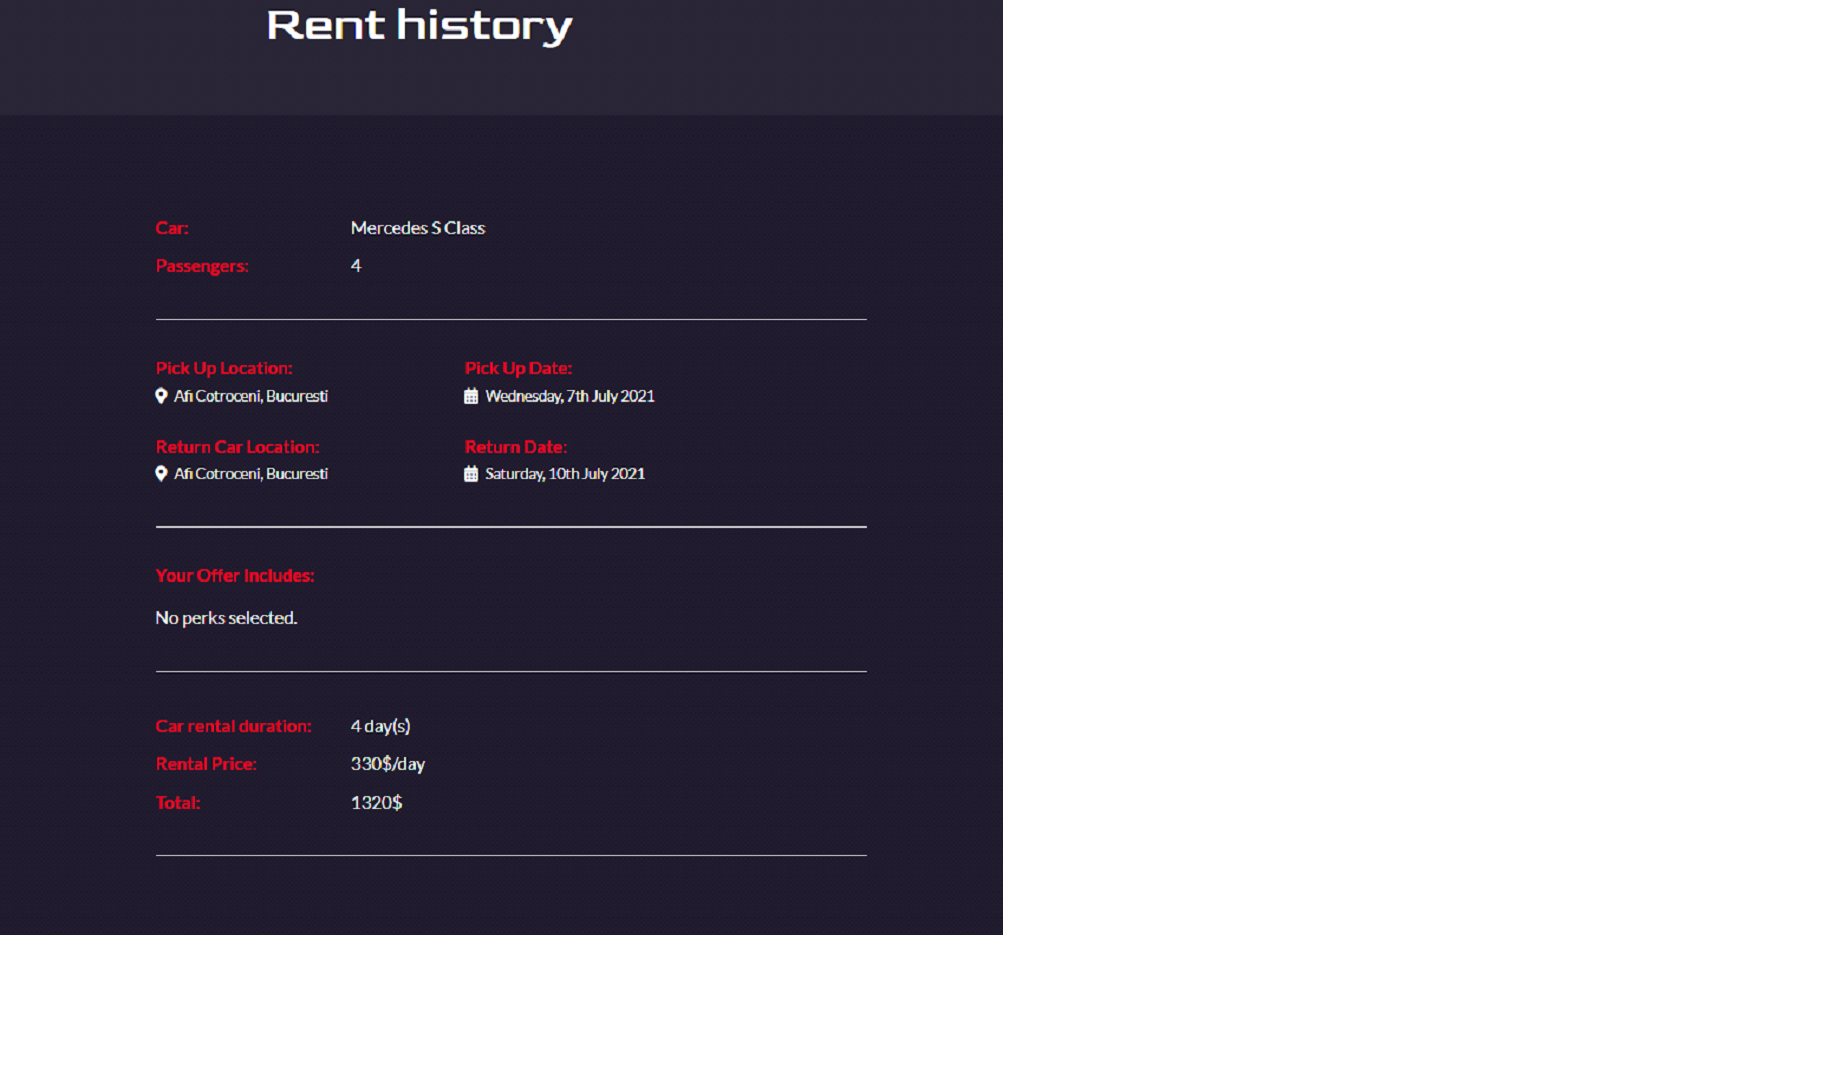 Rent history
Car: Mercedes S Class
Passengers: 4
Pick Up Location: Pick Up Date:
Afi Cotroceni, Bucuresti Wednesday, 7th July 2021
Return Car Location: Return Date:
Afi Cotroceni, Bucuresti Saturday, 10th July 2021
Your Offer Includes:
No perks selected.
Car rental duration: 4 day(s)
Rental Price: 330$/day
Total: 1320$